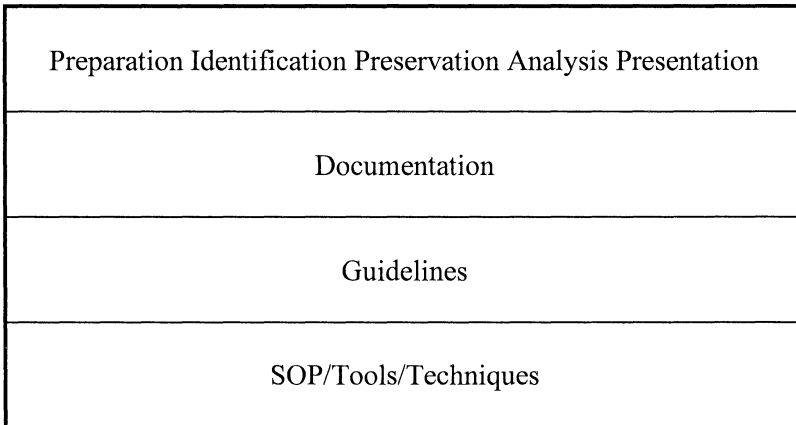 Preparation Identification Preservation Analysis Presentation
Documentation
Guidelines
SOP/Tools/Techniques